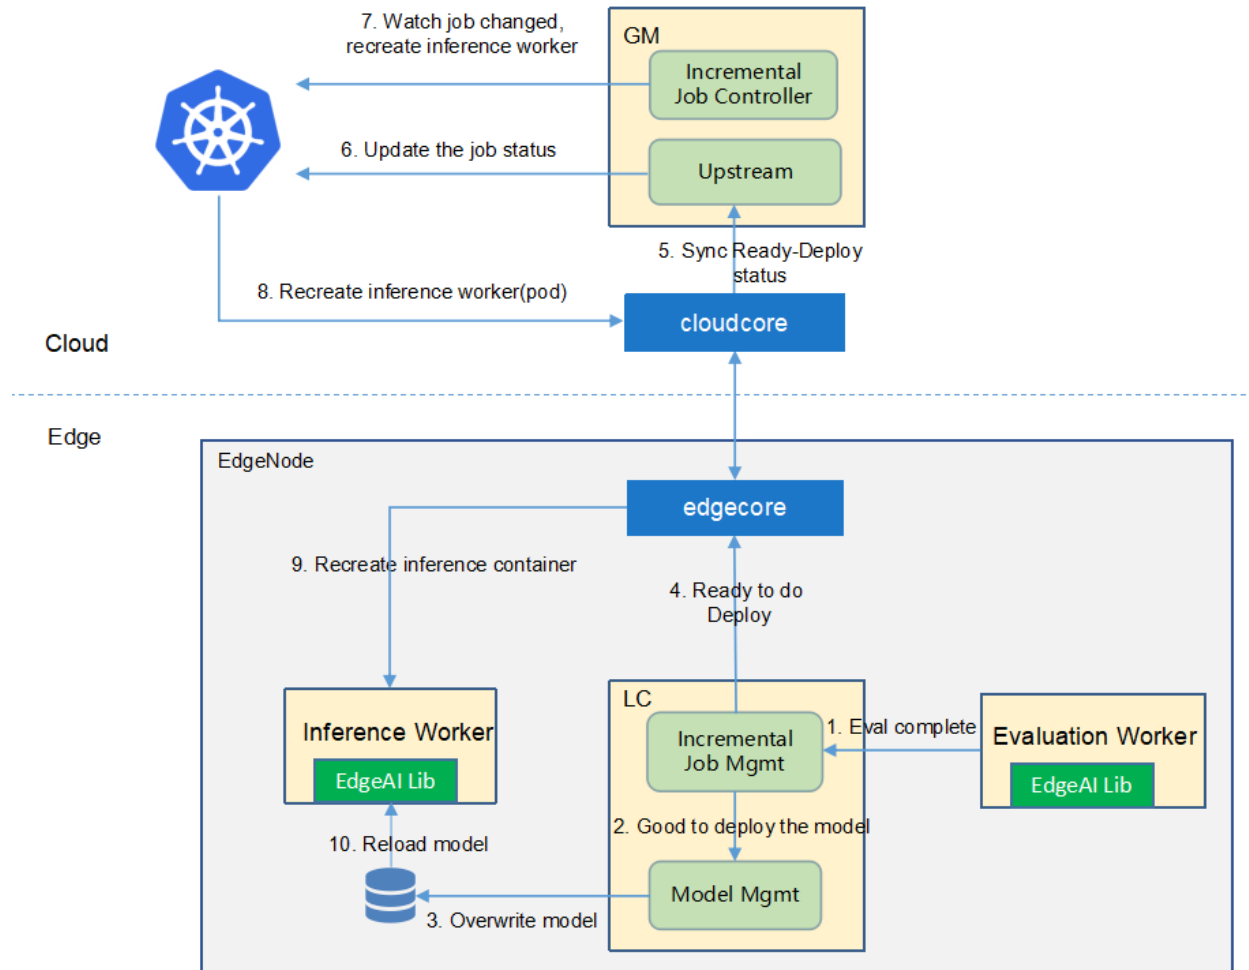 7. Watch job changed,
recreate inference worker
GM
Incremental
Job Controller
6. Update the job status
Upstream
5. Sync Ready-Deploy
status
8. Recreate inference worker(pod)
cloudcore
Cloud
Edge
EdgeNode
edgecore
9. Recreate inference container
4. Ready to do
Deploy
LC
Inference Worker
EdgeAI Lib
Incremental
Job Mgmt
1. Eval complete
Evaluation Worker
EdgeAI Lib
2. Good to deploy the model
10. Reload model
Model Mgmt
3. Overwrite model